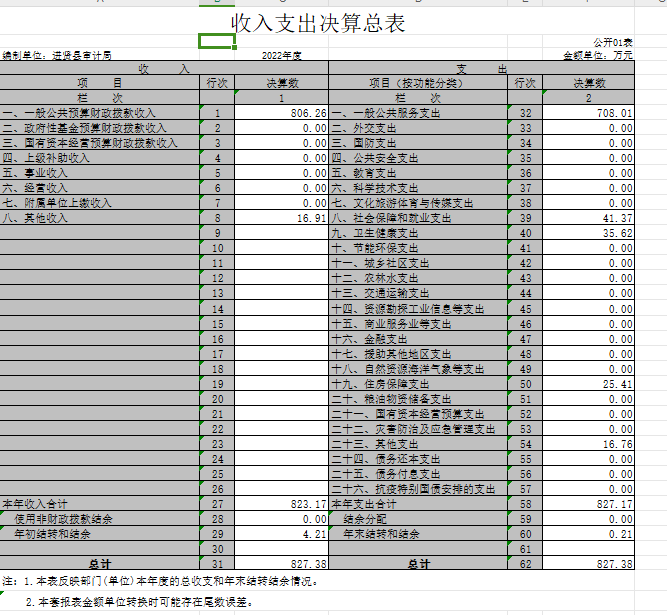 收入支出决算总表
公开01表
编制单位：进贤县审计局 2022年度 金额单位：万元
收 入 支 出
项 目 行次 决算数 项目（按功能分类） 行次 决算数
栏 次 1 栏 次 2
一、一般公共预算财政拨款收入 1 806.26 一、一般公共服务支出 32 708.01
二、政府性基金预算财政拨款收入 2 0.00 二、外交支出 33 0.00
三、国有资本经营预算财政拨款收入 3 0.00 三、国防支出 34 0.00
四、上级补助收入 4 0.00 四、公共安全支出 35 0.00
五、事业收入 5 0.00 五、教育支出 36 0.00
六、经营收入 6 0.00 六、科学技术支出 37 0.00
七、附属单位上缴收入 7 0.00 七、文化旅游体育与传媒支出 38 0.00
八、其他收入 8 16.91 八、社会保障和就业支出 39 41.37
9 九、卫生健康支出 40 35.62
10 十、节能环保支出 41 0.00
11 十一、城乡社区支出 42 0.00
12 十二、农林水支出 43 0.00
13 十三、交通运输支出 44 0.00
14 十四、资源勘探工业信息等支出 45 0.00
15 十五、商业服务业等支出 46 0.00
16 十六、金融支出 47 0.00
17 十七、援助其他地区支出 48 0.00
18 十八、自然资源海洋气象等支出 49 0.00
19 十九、住房保障支出 50 25.41
20 二十、粮油物资储备支出 51 0.00
21 二十一、国有资本经营预算支出 52 0.00
22 二十二、灾害防治及应急管理支出 53 0.00
23 二十三、其他支出 54 16.76
24 二十四、债务还本支出 55 0.00
25 二十五、债务付息支出 56 0.00
26 二十六、抗疫特别国债安排的支出 57 0.00
本年收入合计 27 823.17 本年支出合计 58 827.17
使用非财政拨款结余 28 0.00 结余分配 59 0.00
年初结转和结余 29 4.21 年末结转和结余 60 0.21
30 61
总计 31 827.38 总计 62 827.38
注：1.本表反映部门(单位)本年度的总收支和年末结转结余情况。
2.本套报表金额单位转换时可能存在尾数误差。